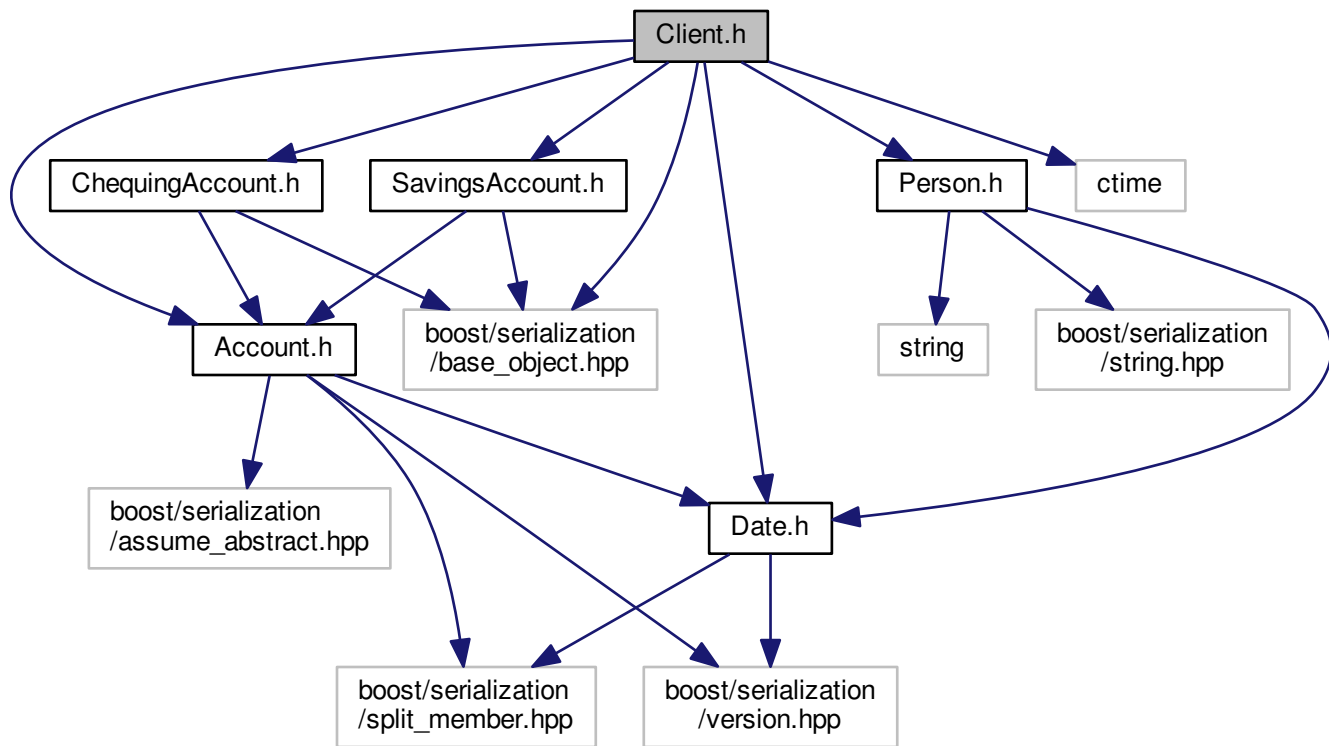 Client.h
ChequingAccount.h
SavingsAccount.h
Person.h
ctime
Account.h
boost/serialization
/base_object.hpp
string
boost/serialization
/string.hpp
boost/serialization
/assume_abstract.hpp
Date.h
boost/serialization
/split_member.hpp
boost/serialization
/version.hpp